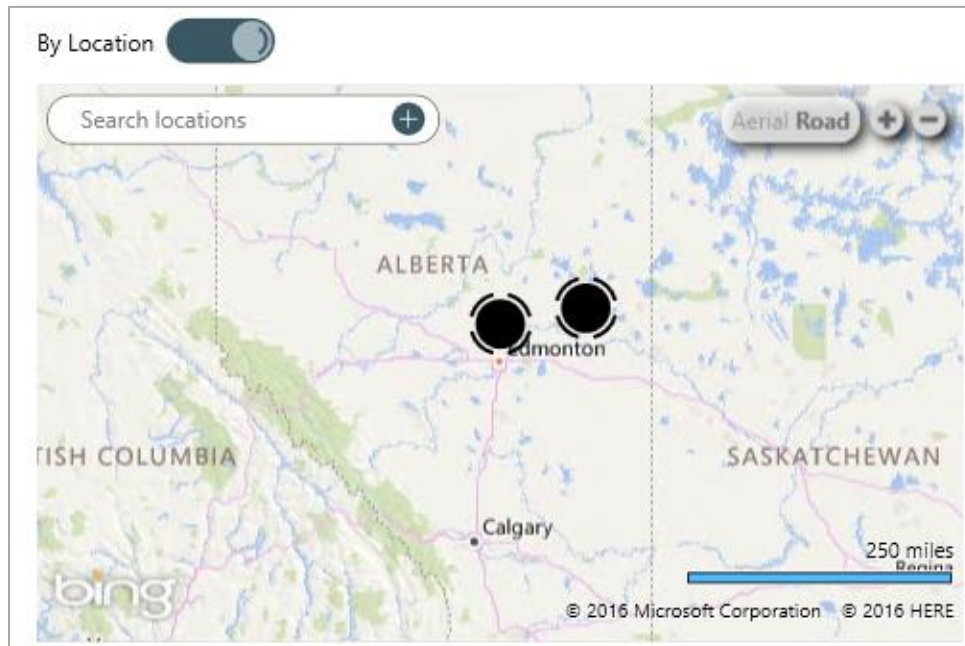 By Location
Search locations
Aerial Road
ALBERTA
Edmonton
TISH COLUMBIA
SASKATCHEWAN
Calgary
250 miles
Regina
bing
© 2016 Microsoft Corporation © 2016 HERE